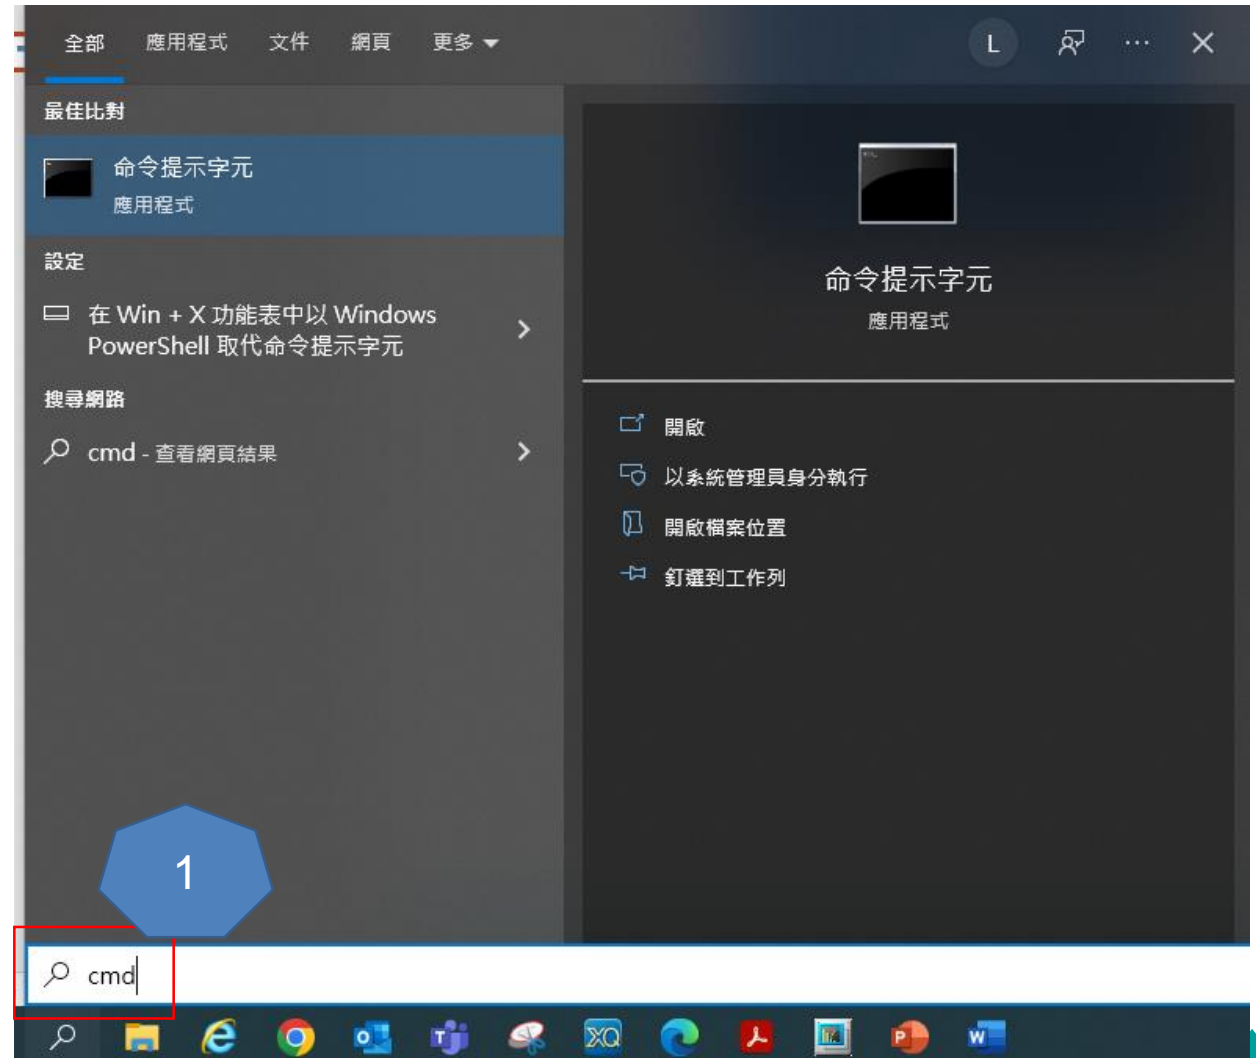 全部 應用程式 文件 網頁 更多
L ... 
最佳比對
命令提示字元
應用程式
設定
在 Win + X 功能表中以 Windows
PowerShell 取代命令提示字元
搜尋網路
cmd - 查看網頁結果
命令提示字元
應用程式
開啟
以系統管理員身分執行
開啟檔案位置
釘選到工作列
1
cmd
XQ